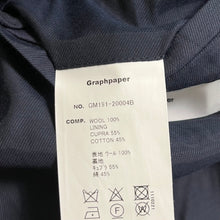 Graphpaper
NO. GM191-20004B
COMP. WOOL 100%
LINING
CUPRA 55%
COTTON 45%
表地 ウール 100%
裏地
キュプラ 55%
綿 45%